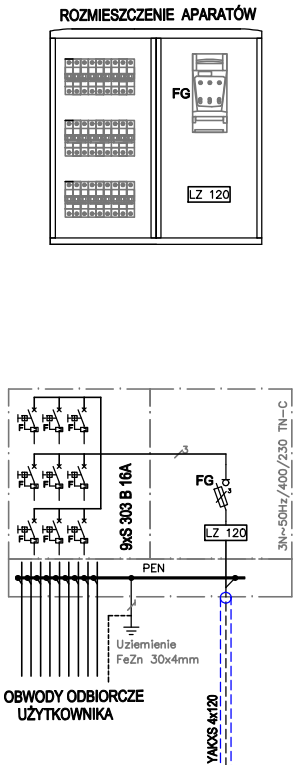 ROZMIESZCZENIE APARATÓW
FG
LZ 120
F F F
F F F
F F F
9xS 303 B 16A
3
FG
3
LZ 120
3N~50Hz/400/230 TN-C
PEN
Uziemienie
FeZn 30x4mm
OBWODY ODBIORCZE
UŻYTKOWNIKA
YAKXS 4x120